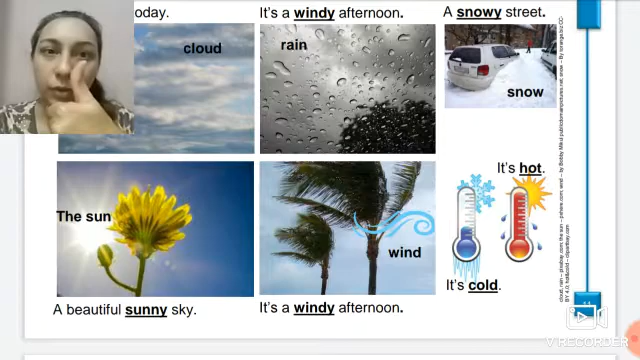 oday.
It's a windy afternoon.
A snowy street.
cloud
rain
snow
The sun
wind
It's hot.
It's cold.
A beautiful sunny sky.
It's a windy afternoon.
V RECORDER